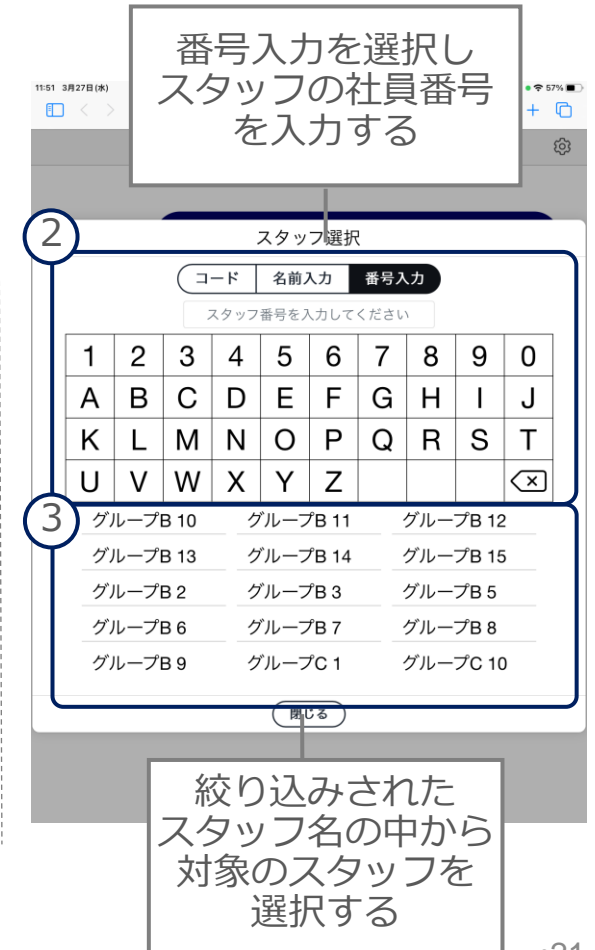 番号入力を選択し
スタッフの社員番号
を入力する
11:51 3月27日(水)
57%
スタッフ選択
2
コード 名前入力 番号入力
スタッフ番号を入力してください
1 2 3 4 5 6 7 8 9 0
A B C D E F G H I J
K L M N O P Q R S T
U V W X Y Z
3
グループB 10 グループB 11 グループB 12
グループB 13 グループB 14 グループB 15
グループB 2 グループB 3 グループB 5
グループB 6 グループB 7 グループB 8
グループB 9 グループC 1 グループC 10
閉じる
絞り込みされた
スタッフ名の中から
対象のスタッフを
選択する